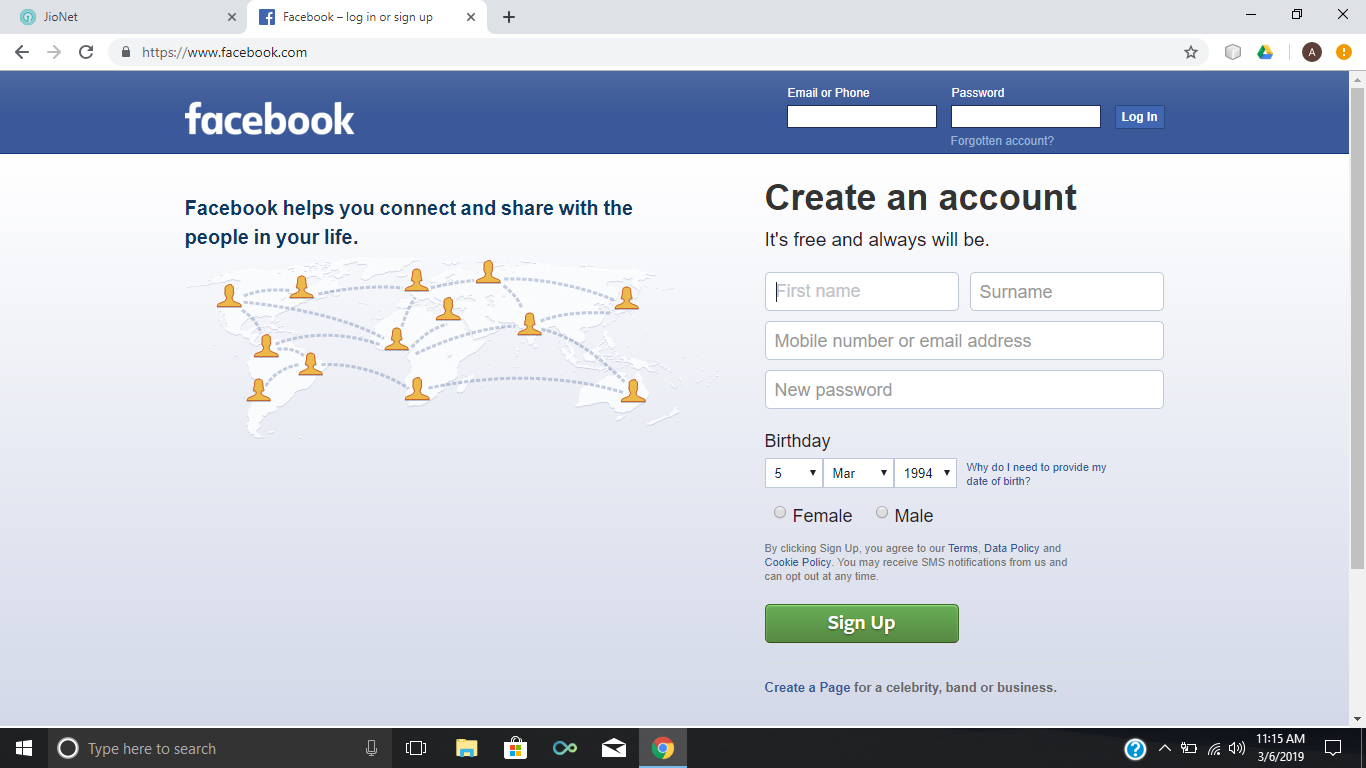 JioNet
Facebook – log in or sign up
https://www.facebook.com
A
facebook
Email or Phone
Password
Log In
Forgotten account?
Facebook helps you connect and share with the
people in your life.
Create an account
It's free and always will be.
First name
Surname
Mobile number or email address
New password
Birthday
5
Mar
1994
Why do I need to provide my
date of birth?
Female
Male
By clicking Sign Up, you agree to our Terms, Data Policy and
Cookie Policy. You may receive SMS notifications from us and
can opt out at any time.
Sign Up
Create a Page for a celebrity, band or business.
Type here to search
11:15 AM
3/6/2019